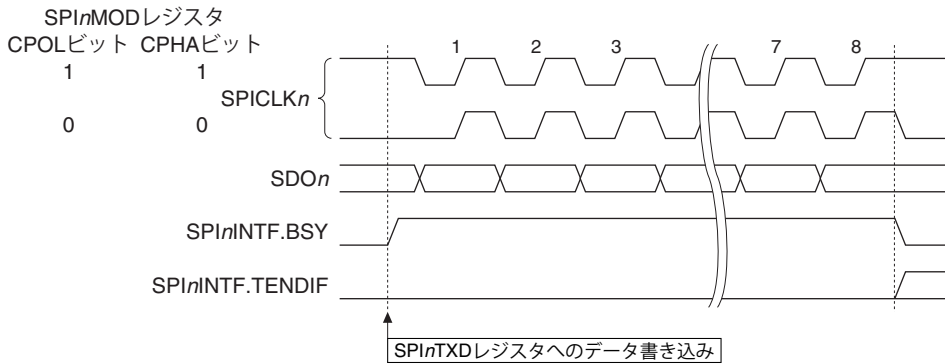 SPInMODレジスタ
CPOLビット CPHAビット
1 1
0 0
SPICLKn
1 2 3 7 8
SDOn
SPInINTF.BSY
SPInINTF.TENDIF
SPInTXDレジスタへのデータ書き込み